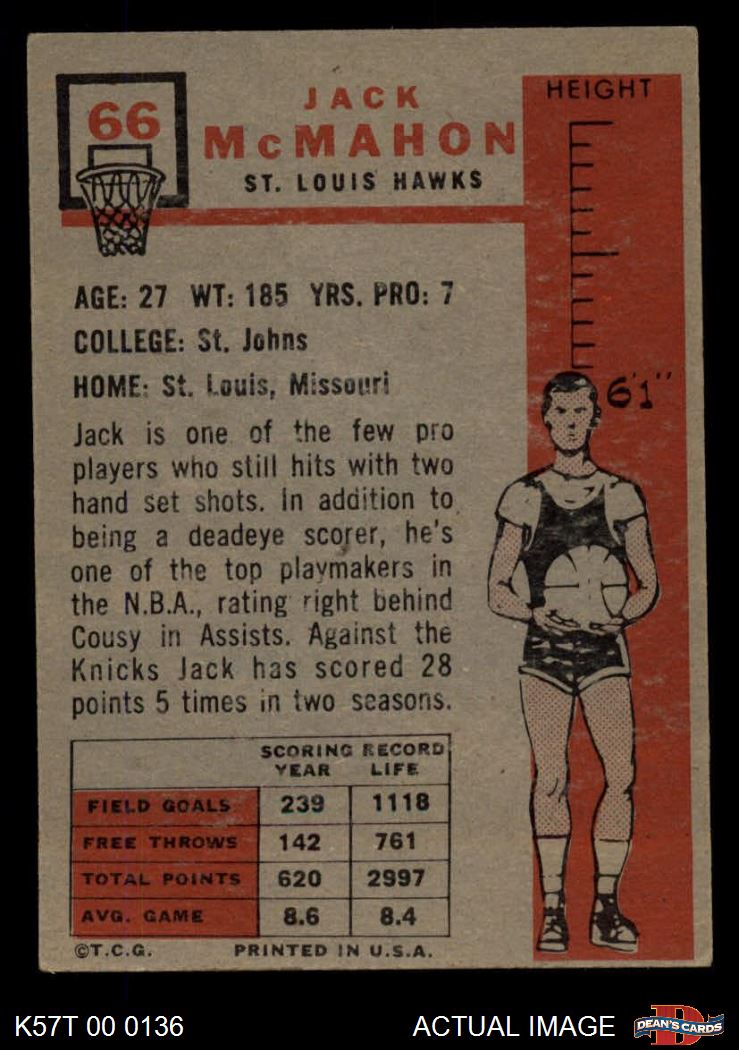 66
JACK
McMAHON
ST. LOUIS HAWKS
HEIGHT
6'1"
AGE: 27 WT: 185 YRS. PRO: 7
COLLEGE: St. Johns
HOME: St. Louis, Missouri
Jack is one of the few pro
players who still hits with two
hand set shots. In addition to
being a deadeye scorer, he's
one of the top playmakers in
the N.B.A., rating right behind
Cousy in Assists. Against the
Knicks Jack has scored 28
points 5 times in two seasons.
SCORING RECORD
YEAR LIFE
FIELD GOALS 239 1118
FREE THROWS 142 761
TOTAL POINTS 620 2997
AVG. GAME 8.6 8.4
©T.C.G. PRINTED IN U.S.A.
K57T 00 0136 ACTUAL IMAGE D DEAN'S CARDS